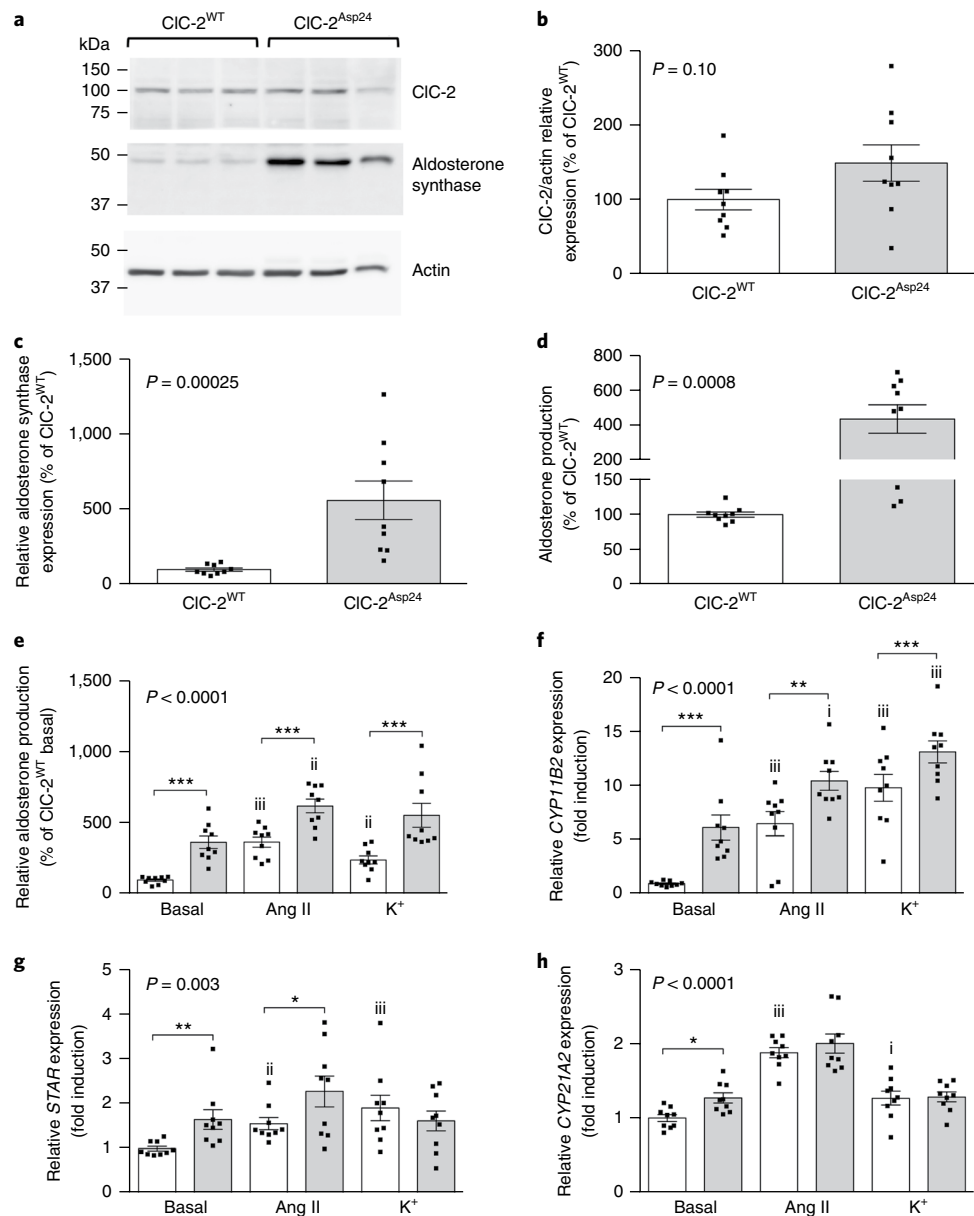 a
ClC-2WT
ClC-2Asp24
kDa
150
100
75
ClC-2
50
37
Aldosterone
synthase
50
37
Actin
b
ClC-2/actin relative
expression (% of ClC-2WT)
300
200
100
0
P = 0.10
ClC-2WT
ClC-2Asp24
c
Relative aldosterone synthase
expression (% of ClC-2WT)
1,500
1,000
500
0
P = 0.00025
ClC-2WT
ClC-2Asp24
d
Aldosterone production
(% of ClC-2WT)
800
600
400
200
150
100
50
0
P = 0.0008
ClC-2WT
ClC-2Asp24
e
Relative aldosterone production
(% of ClC-2WT basal)
1,500
1,000
500
0
P < 0.0001
***
***
***
iii
ii
ii
Basal
Ang II
K+
f
Relative CYP11B2 expression
(fold induction)
20
15
10
5
0
P < 0.0001
***
**
***
iii
i
iii
iii
Basal
Ang II
K+
g
Relative STAR expression
(fold induction)
5
4
3
2
1
0
P = 0.003
**
*
ii
iii
Basal
Ang II
K+
h
Relative CYP21A2 expression
(fold induction)
3
2
1
0
P < 0.0001
*
iii
i
Basal
Ang II
K+